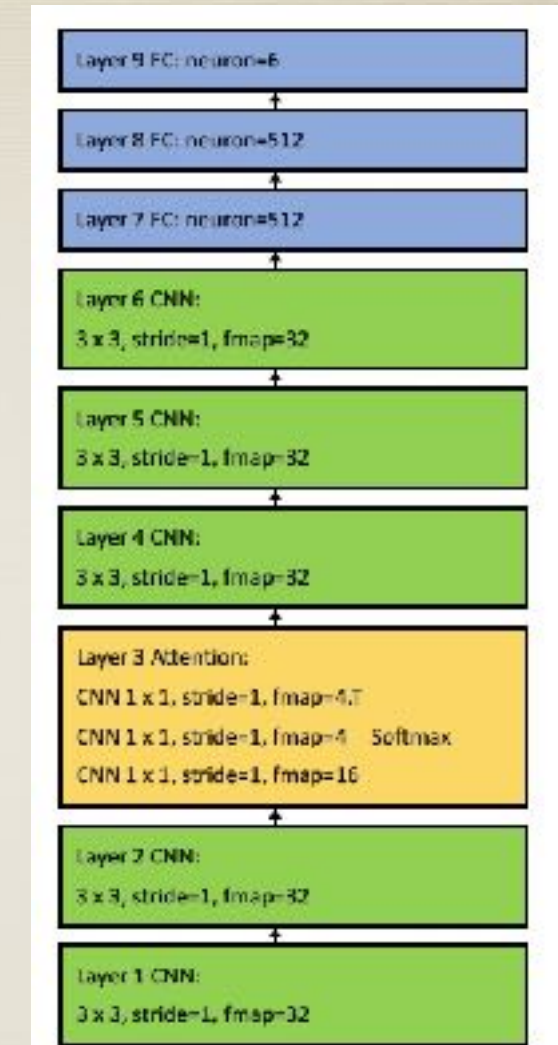 Layer 9 FC: neuron=6
Layer 8 FC: neuron=512
Layer 7 FC: neuron=512
Layer 6 CNN:
3 x 3, stride=1, fmap=32
Layer 5 CNN:
3 x 3, stride=1, fmap=32
Layer 4 CNN:
3 x 3, stride=1, fmap=32
Layer 3 Attention:
CNN 1 x 1, stride=1, fmap=4.T
CNN 1 x 1, stride=1, fmap=4 Softmax
CNN 1 x 1, stride=1, fmap=16
Layer 2 CNN:
3 x 3, stride=1, fmap=32
Layer 1 CNN:
3 x 3, stride=1, fmap=32